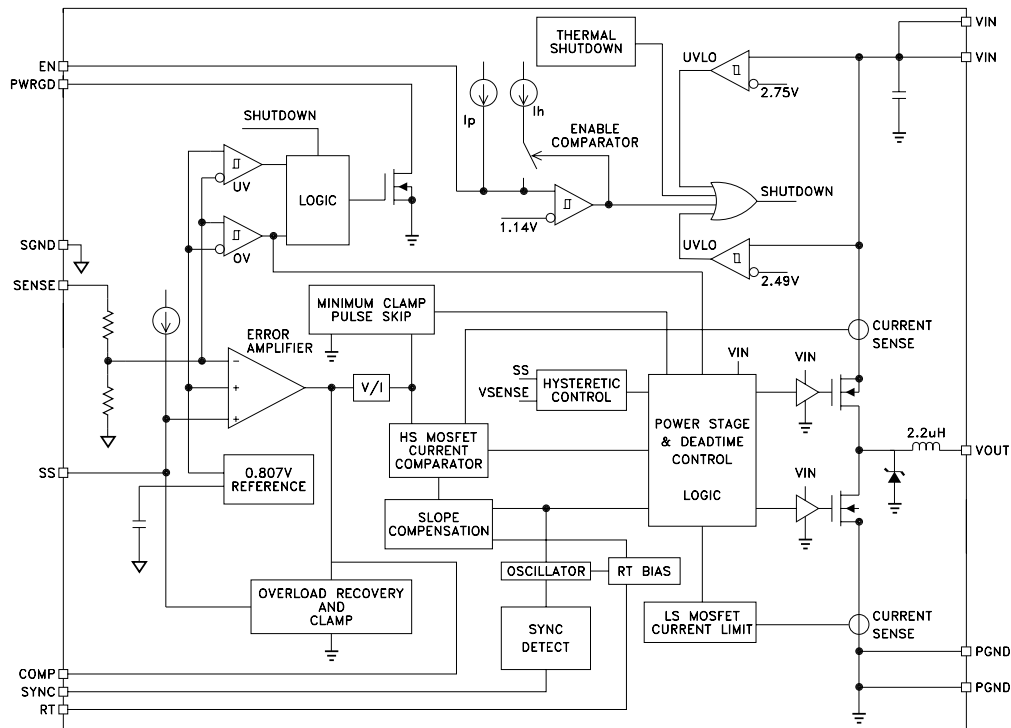 VIN
THERMAL
SHUTDOWN
UVLO
VIN
EN
PWRGD
2.75V
Ip
Ih
SHUTDOWN
ENABLE
COMPARATOR
UV
LOGIC
SHUTDOWN
1.14V
SGND
OV
UVLO
2.49V
SENSE
MINIMUM CLAMP
PULSE SKIP
CURRENT
SENSE
ERROR
AMPLIFIER
VIN
VIN
SS
VSENSE
HYSTERETIC
CONTROL
V/I
POWER STAGE
& DEADTIME
CONTROL
LOGIC
HS MOSFET
CURRENT
COMPARATOR
2.2uH
VOUT
SS
0.807V
REFERENCE
VIN
SLOPE
COMPENSATION
OSCILLATOR
RT BIAS
OVERLOAD RECOVERY
AND
CLAMP
SYNC
DETECT
LS MOSFET
CURRENT LIMIT
CURRENT
SENSE
PGND
COMP
SYNC
PGND
RT